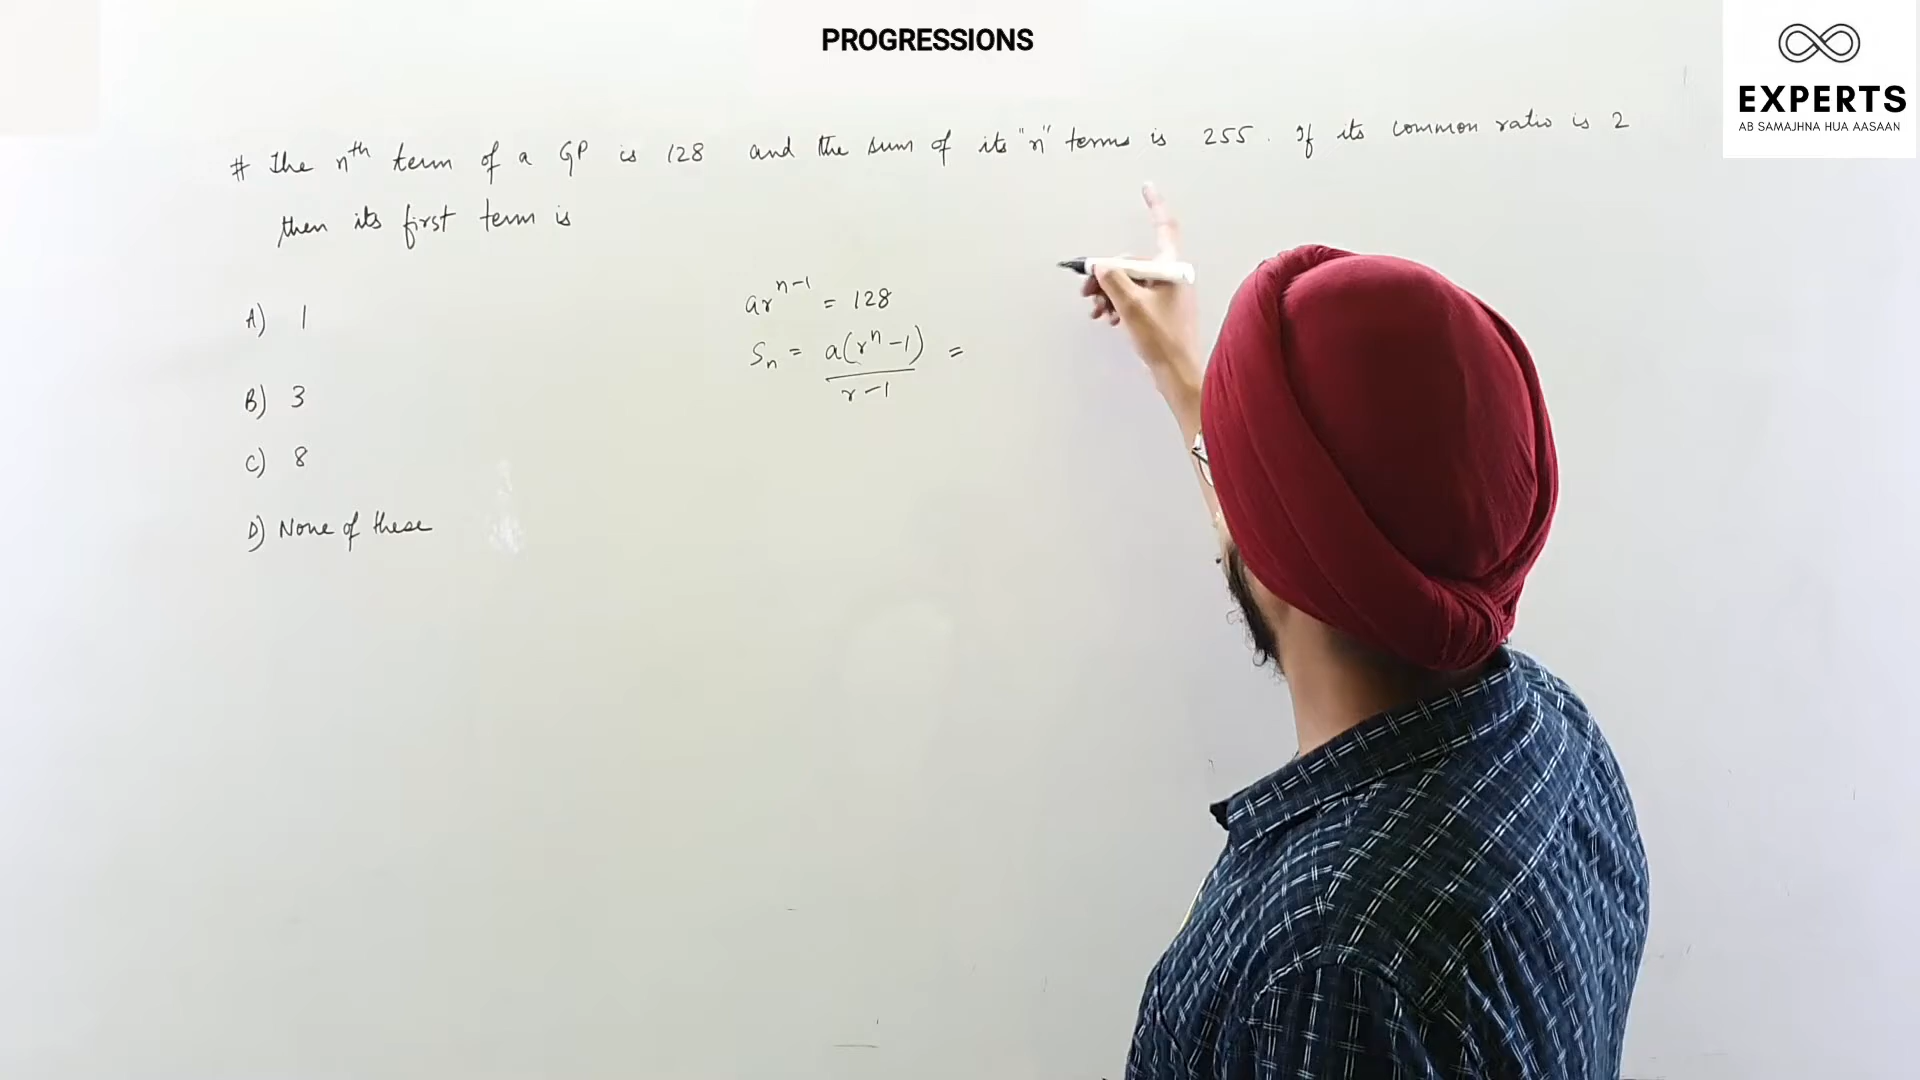 PROGRESSIONS
EXPERTS
AB SAMAJHNA HUA AASAAN
# The nth term of a GP is 128 and the sum of its "n" terms is 255. If its common ratio is 2
then its first term is
A) 1
B) 3
C) 8
D) None of these
ar^{n-1} = 128
S_n = a(r^n - 1) =
r - 1